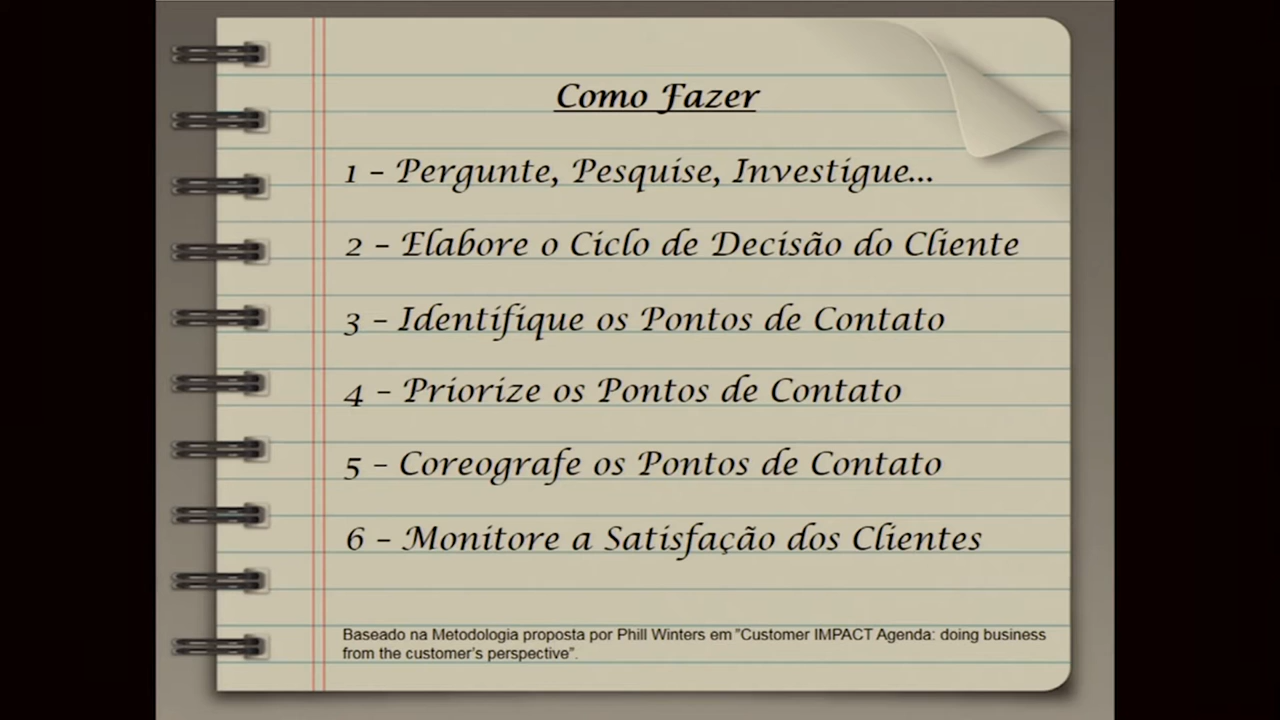 Como Fazer
1 – Pergunte, Pesquise, Investigue...
2 – Elabore o Ciclo de Decisão do Cliente
3 – Identifique os Pontos de Contato
4 – Priorize os Pontos de Contato
5 – Coreografe os Pontos de Contato
6 – Monitore a Satisfação dos Clientes
Baseado na Metodologia proposta por Phill Winters em "Customer IMPACT Agenda: doing business
from the customer's perspective".